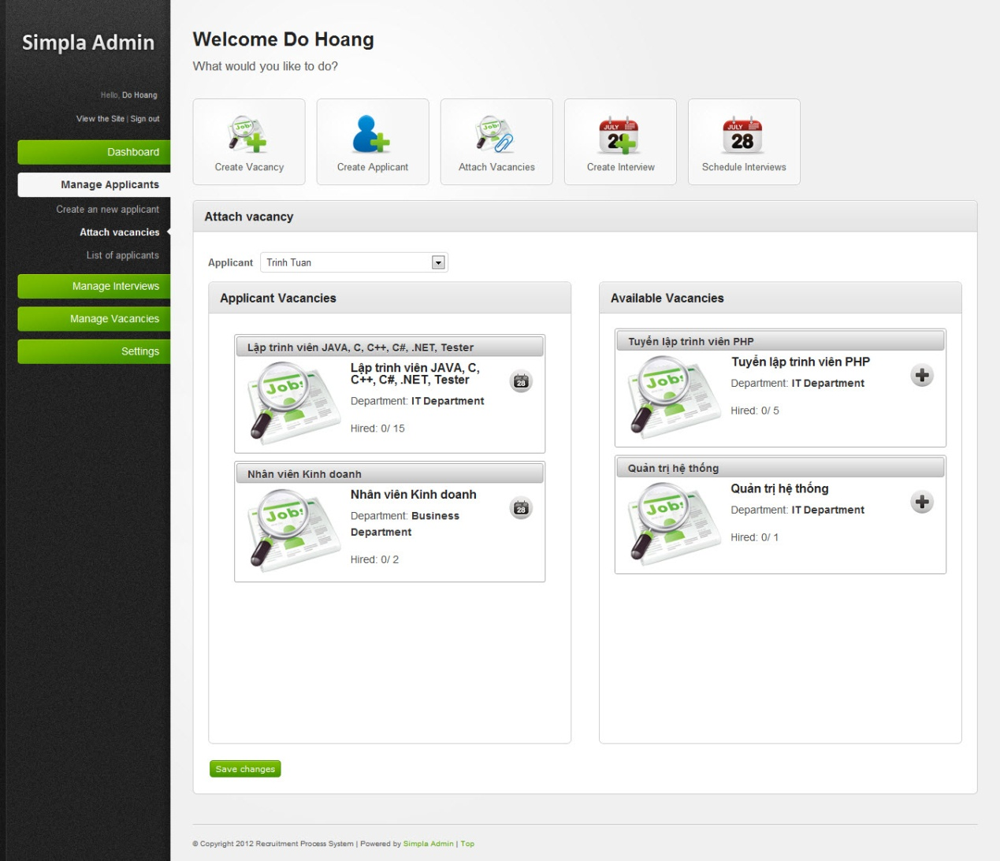 Simpla Admin
Hello, Do Hoang
View the Site | Sign out
Dashboard
Manage Applicants
Create an new applicant
Attach vacancies
List of applicants
Manage Interviews
Manage Vacancies
Settings
Welcome Do Hoang
What would you like to do?
Job
Create Vacancy
Create Applicant
Job
Attach Vacancies
JULY
28
Create Interview
JULY
28
Schedule Interviews
Attach vacancy
Applicant Trinh Tuan
Applicant Vacancies
Lập trình viên JAVA, C, C++, C#, .NET, Tester
Job
Lập trình viên JAVA, C,
C++, C#, .NET, Tester
28
Department: IT Department
Hired: 0/ 15
Nhân viên Kinh doanh
Job
Nhân viên Kinh doanh
28
Department: Business
Department
Hired: 0/ 2
Available Vacancies
Tuyển lập trình viên PHP
Job
Tuyển lập trình viên PHP
Department: IT Department
Hired: 0/ 5
Quản trị hệ thống
Job
Quản trị hệ thống
Department: IT Department
Hired: 0/ 1
Save changes
© Copyright 2012 Recruitment Process System | Powered by Simpla Admin | Top